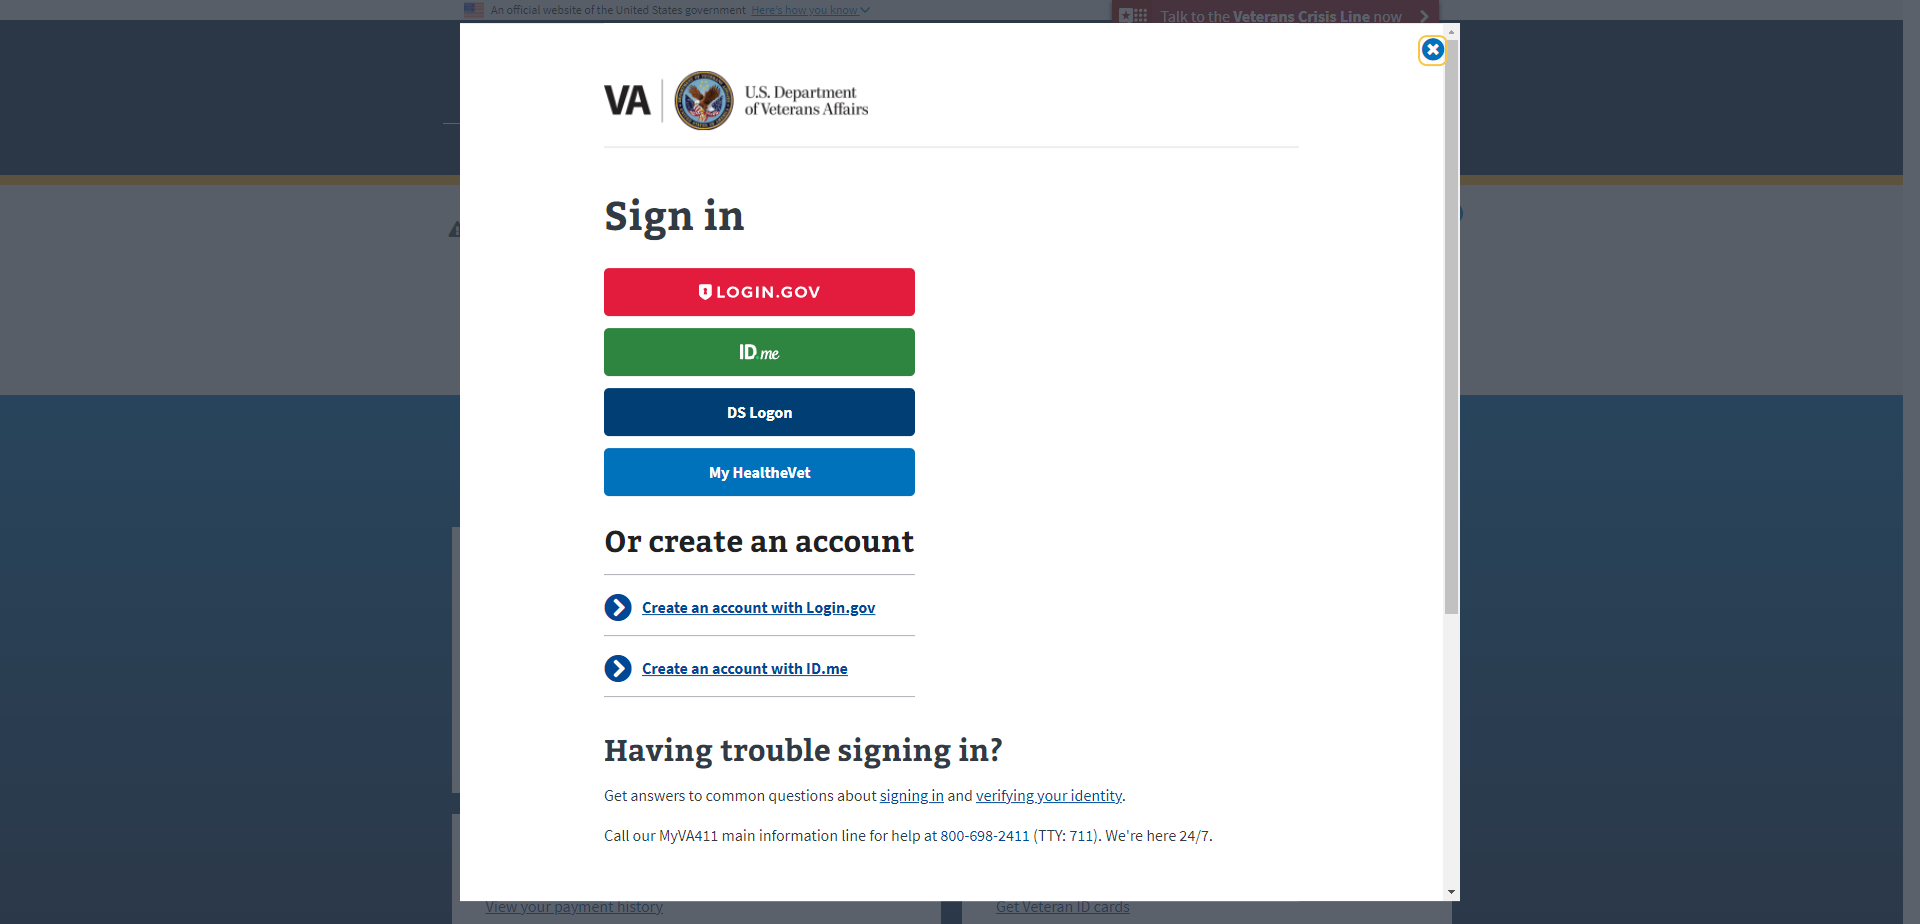 An official website of the United States government Here's how you know
Talk to the Veterans Crisis Line now
VA
U.S. Department
of Veterans Affairs
Sign in
LOGIN.GOV
ID.me
DS Logon
My HealtheVet
Or create an account
Create an account with Login.gov
Create an account with ID.me
Having trouble signing in?
Get answers to common questions about signing in and verifying your identity.
Call our MyVA411 main information line for help at 800-698-2411 (TTY: 711). We're here 24/7.
View your payment history
Get Veteran ID cards